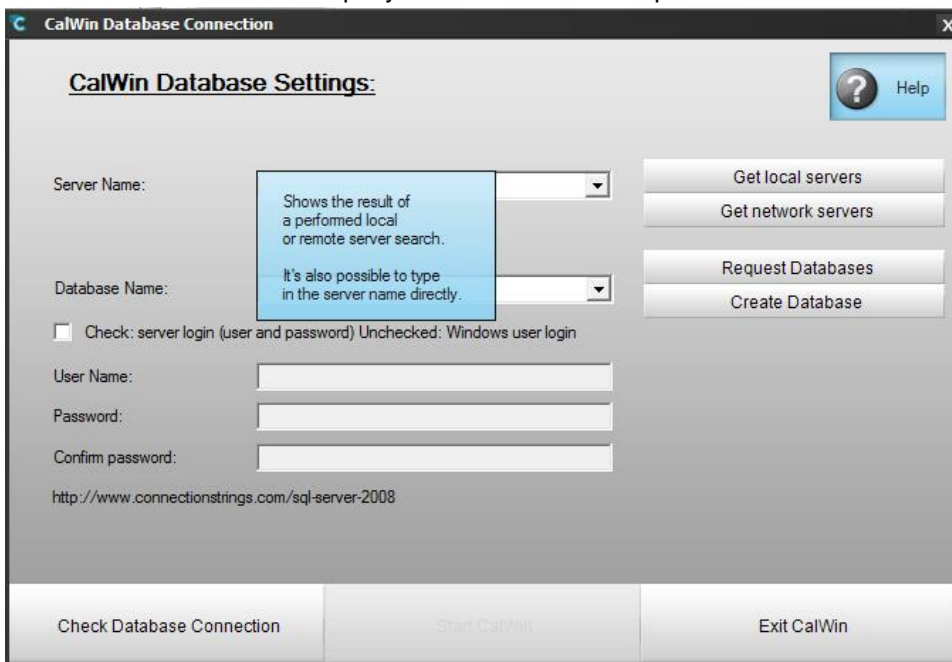 CalWin Database Connection X
CalWin Database Settings:
Help
Server Name:
Get local servers
Get network servers
Shows the result of
a performed local
or remote server search.
It's also possible to type
in the server name directly.
Database Name:
Request Databases
Create Database
Check: server login (user and password) Unchecked: Windows user login
User Name:
Password:
Confirm password:
http://www.connectionstrings.com/sql-server-2008
Check Database Connection
Start CalWin
Exit CalWin